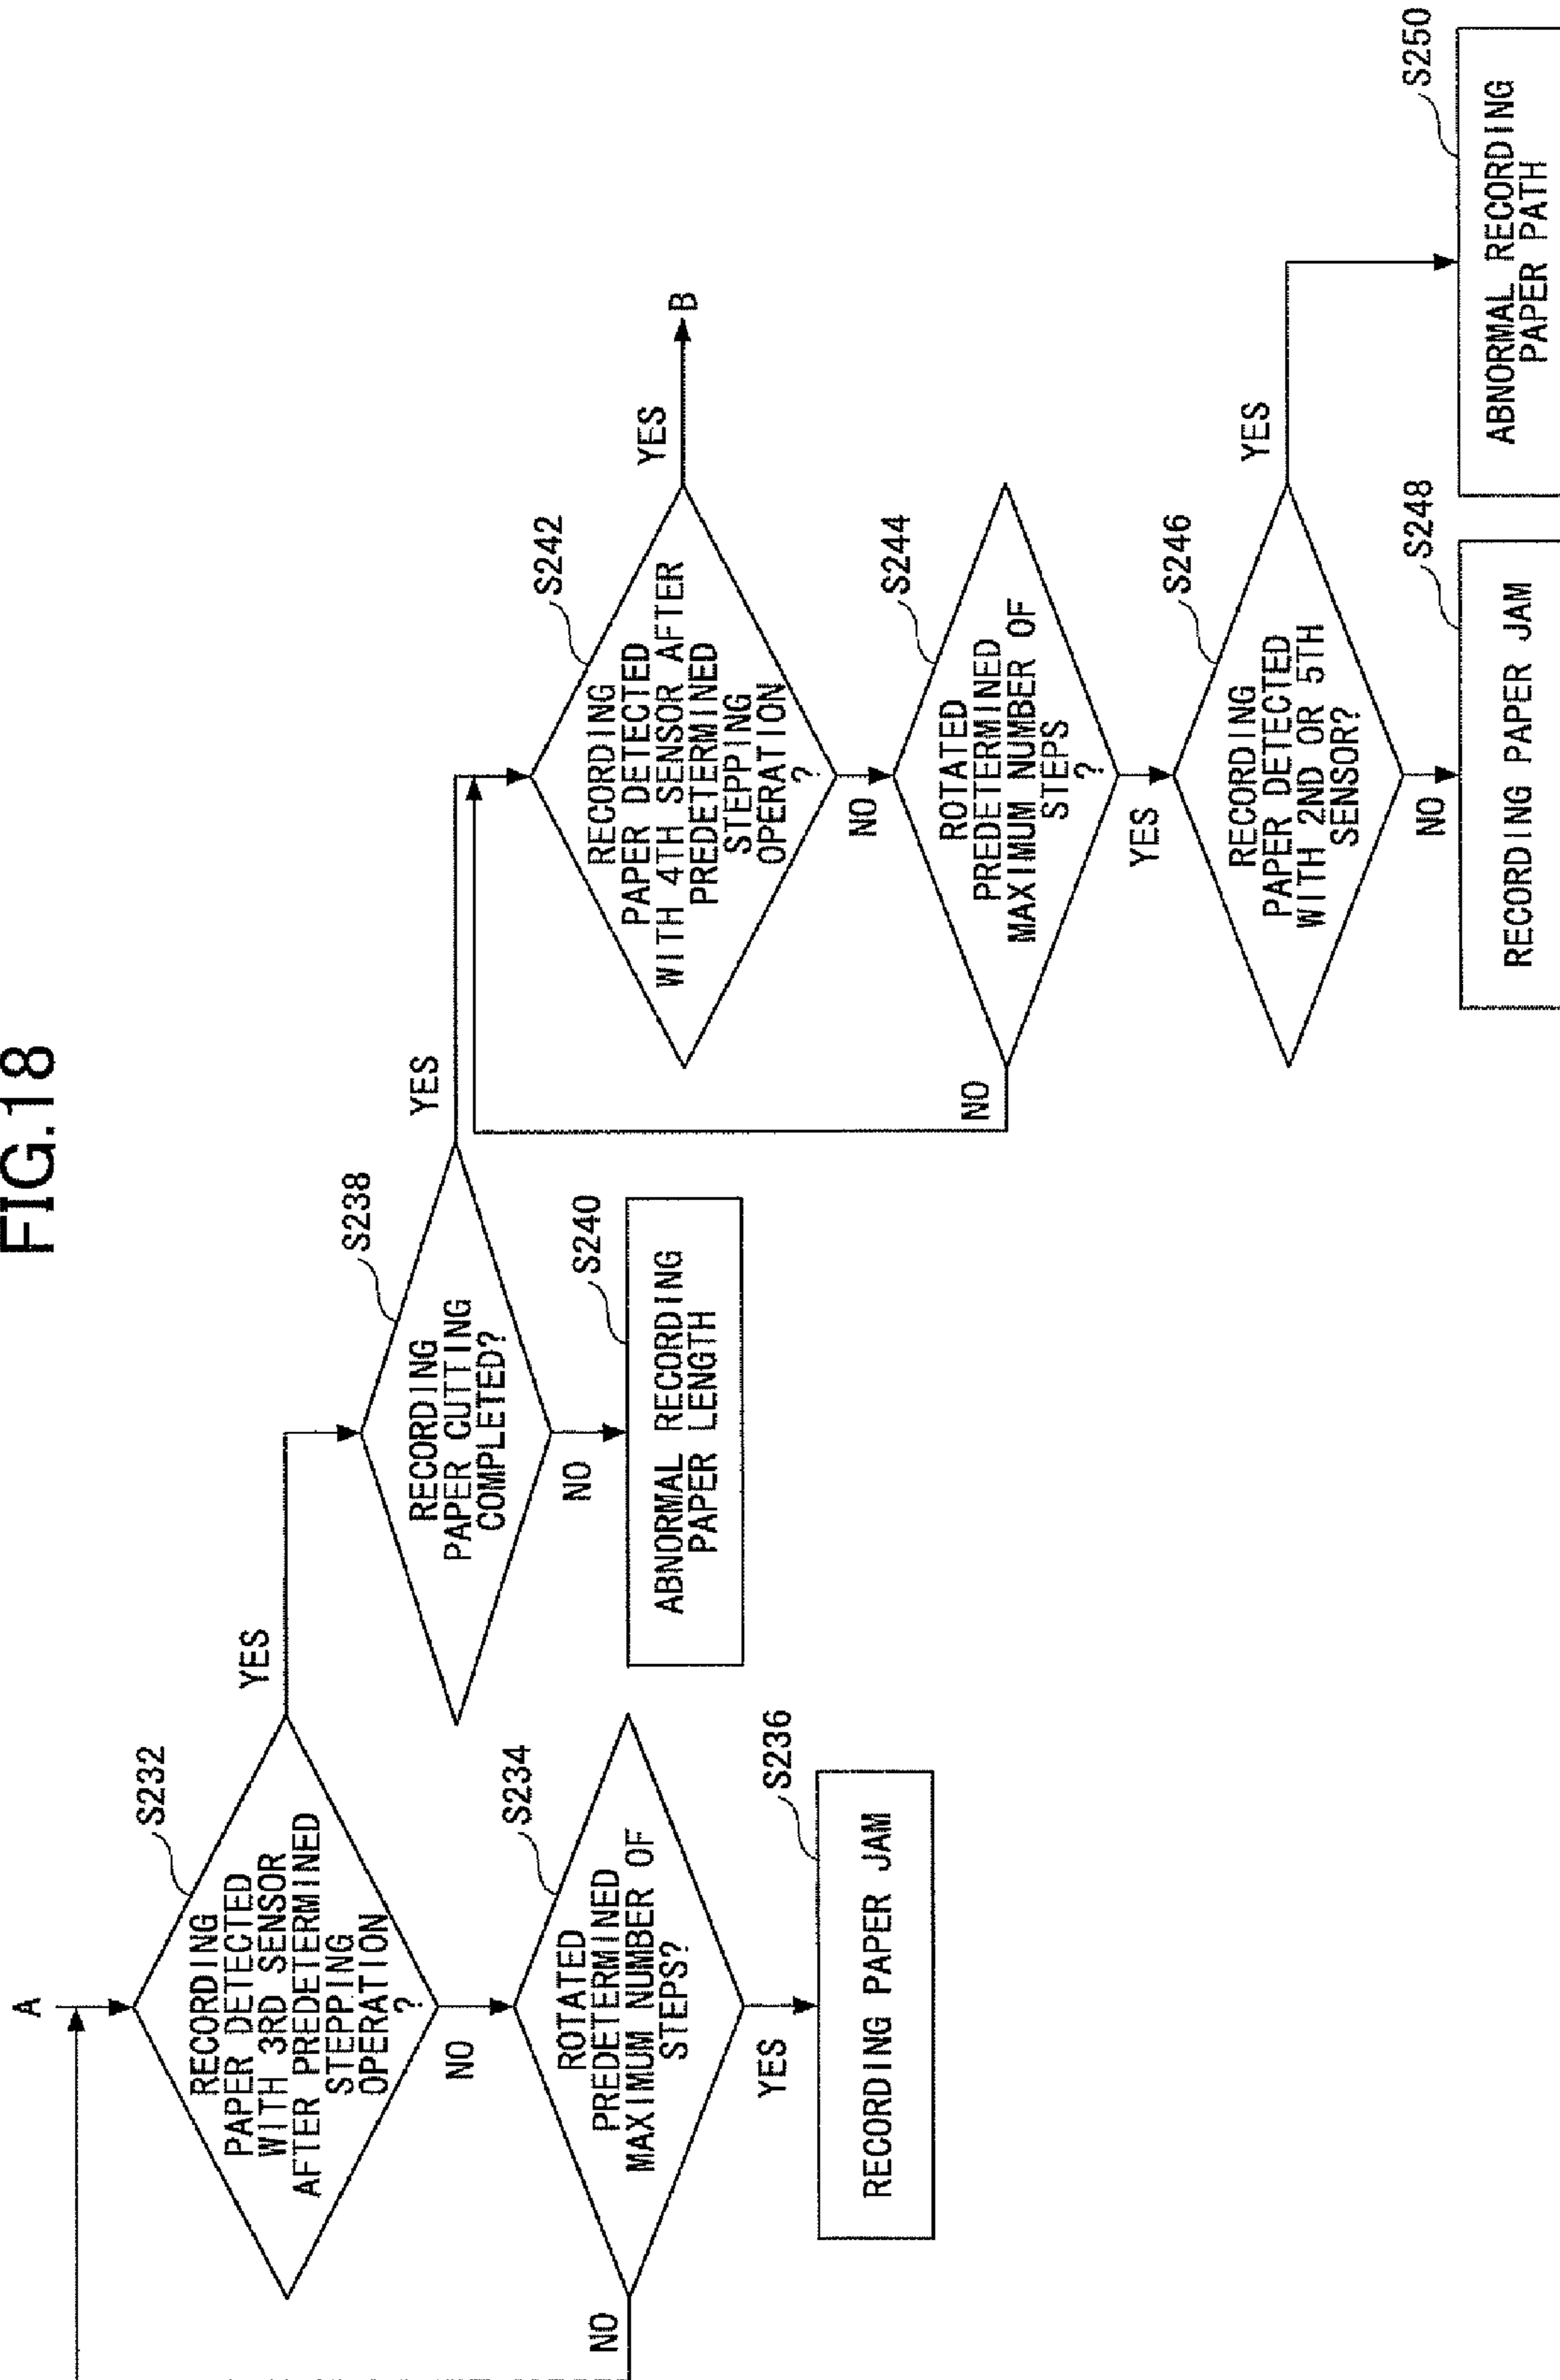 FIG.18
A
S232
RECORDING
PAPER DETECTED
WITH 3RD SENSOR
AFTER PREDETERMINED
STEPPING
OPERATION
?
YES
NO
S234
ROTATED
PREDETERMINED
MAXIMUM NUMBER OF
STEPS?
NO
YES
S236
RECORDING PAPER JAM
S238
RECORDING
PAPER CUTTING
COMPLETED?
YES
NO
S240
ABNORMAL RECORDING
PAPER LENGTH
S242
RECORDING
PAPER DETECTED
WITH 4TH SENSOR AFTER
PREDETERMINED
STEPPING
OPERATION
?
YES
B
NO
S244
ROTATED
PREDETERMINED
MAXIMUM NUMBER OF
STEPS
?
NO
YES
S246
RECORDING
PAPER DETECTED
WITH 2ND OR 5TH
SENSOR?
YES
NO
S248
RECORDING PAPER JAM
S250
ABNORMAL RECORDING
PAPER PATH